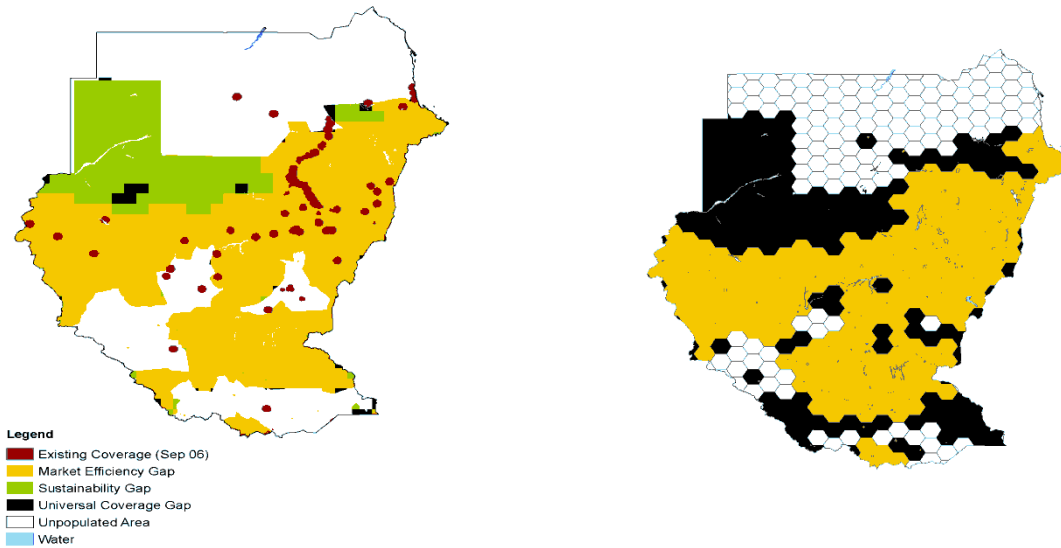 Legend
Existing Coverage (Sep 06)
Market Efficiency Gap
Sustainability Gap
Universal Coverage Gap
Unpopulated Area
Water